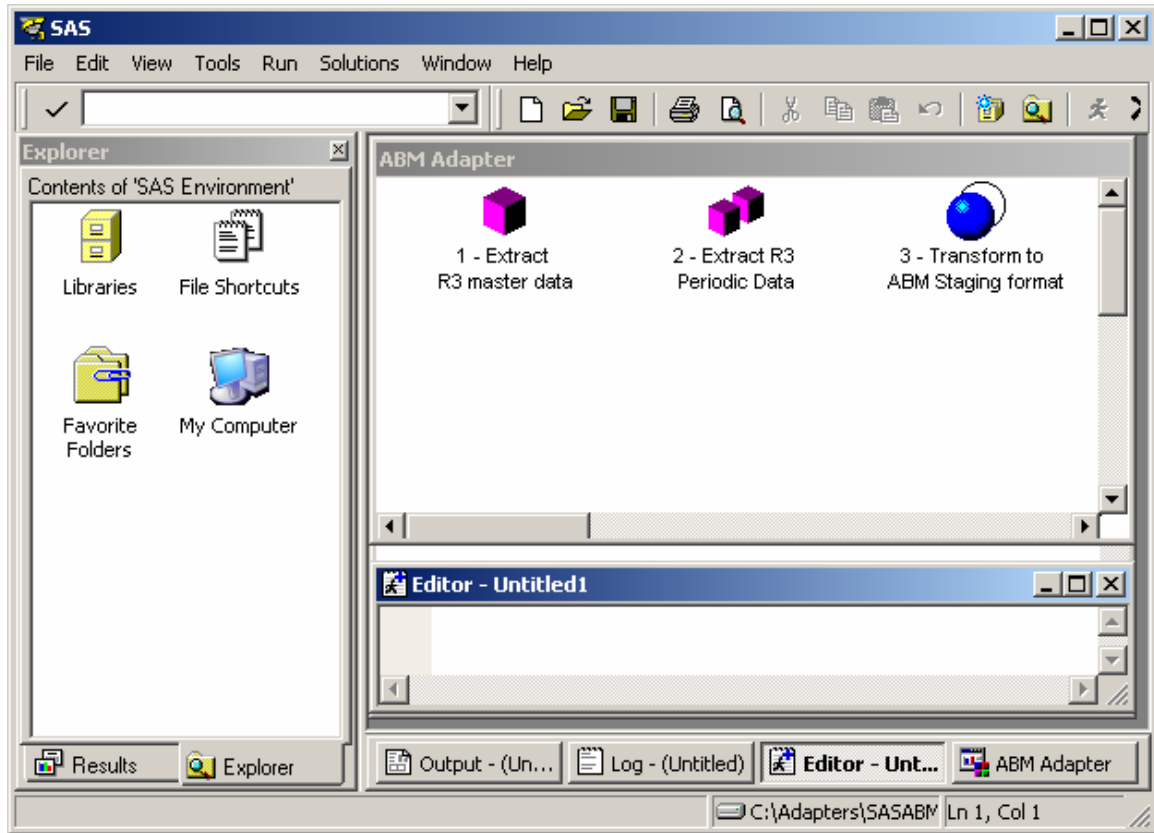 SAS
File Edit View Tools Run Solutions Window Help
Explorer
Contents of 'SAS Environment'
Libraries
File Shortcuts
Favorite
Folders
My Computer
ABM Adapter
1 - Extract
R3 master data
2 - Extract R3
Periodic Data
3 - Transform to
ABM Staging format
Editor - Untitled1
Results
Explorer
Output - (Un...
Log - (Untitled)
Editor - Unt...
ABM Adapter
C:\Adapters\SASABM
Ln 1, Col 1